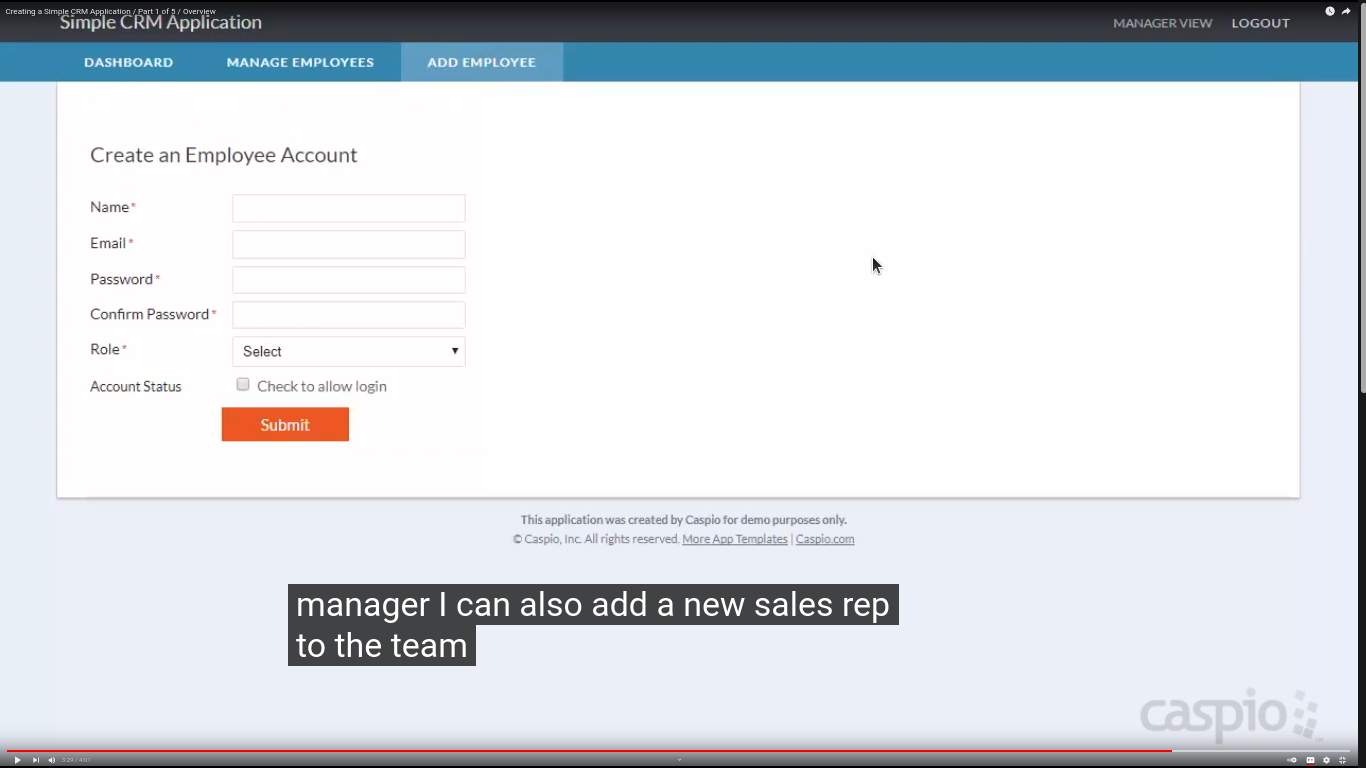 Creating a Simple CRM Application / Part 1 of 5 / Overview
Simple CRM Application
MANAGER VIEW LOGOUT
DASHBOARD MANAGE EMPLOYEES ADD EMPLOYEE
Create an Employee Account
Name*
Email*
Password*
Confirm Password*
Role* Select
Account Status Check to allow login
Submit
This application was created by Caspio for demo purposes only.
© Caspio, Inc. All rights reserved. More App Templates | Caspio.com
manager I can also add a new sales rep
to the team
caspio
3:29 / 4:01